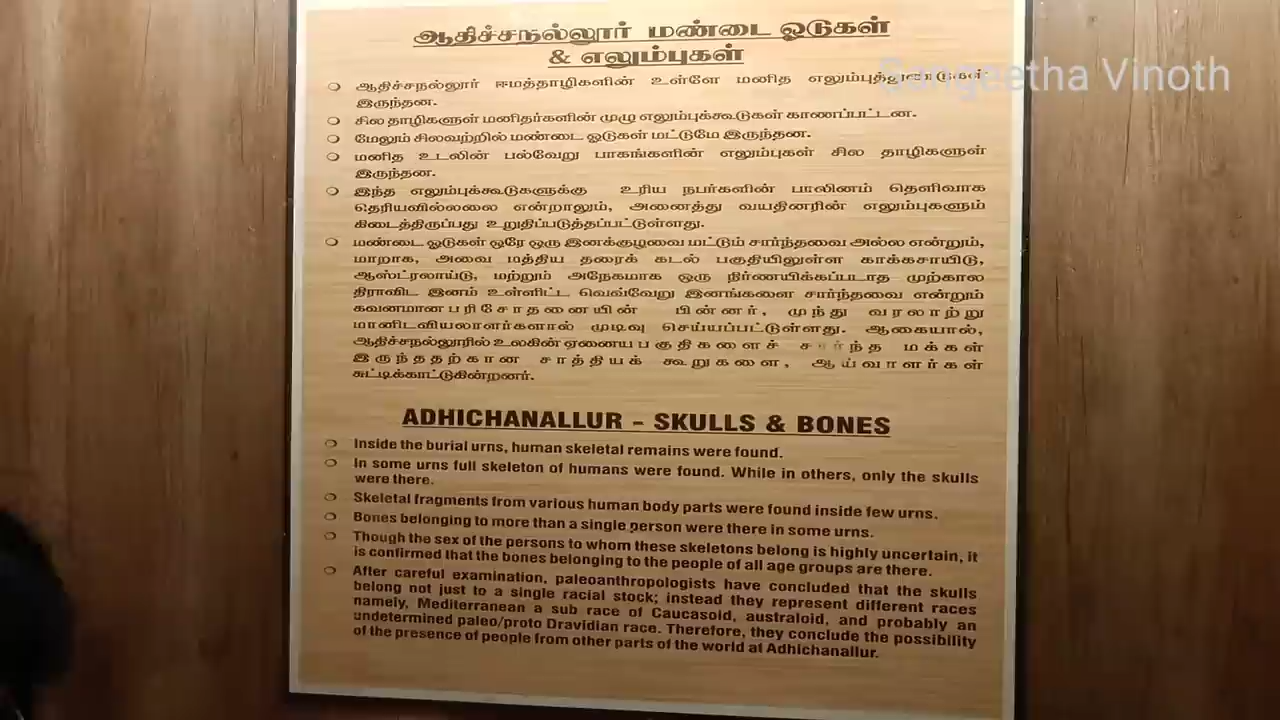 ஆதிச்சநல்லூர் மண்டை ஓடுகள்
& எலும்புகள்
Sangeetha Vinoth
ஆதிச்சநல்லூர் ஈமத்தாழிகளின் உள்ளே மனித எலும்புத்துண்டுகள்
இருந்தன.
சில தாழிகளுள் மனிதர்களின் முழு எலும்புக்கூடுகள் காணப்பட்டன.
மேலும் சிலவற்றில் மண்டை ஓடுகள் மட்டுமே இருந்தன.
மனித உடலின் பல்வேறு பாகங்களின் எலும்புகள் சில தாழிகளுள்
இருந்தன.
இந்த எலும்புக்கூடுகளுக்கு உரிய நபர்களின் பாலினம் தெளிவாக
தெரியவில்லலை என்றாலும், அனைத்து வயதினரின் எலும்புகளும்
கிடைத்திருப்பது உறுதிப்படுத்தப்பட்டுள்ளது.
மண்டை ஓடுகள் ஒரே ஒரு இனக்குழுவை மட்டும் சார்ந்தவை அல்ல என்றும்,
மாறாக, அவை மத்திய தரைக் கடல் பகுதியிலுள்ள காக்கசாயிடு,
ஆஸ்ட்ரலாய்டு, மற்றும் அநேகமாக ஒரு நிர்ணயிக்கப்படாத முற்கால
திராவிட இனம் உள்ளிட்ட வெவ்வேறு இனங்களை சார்ந்தவை என்றும்
கவனமான பரிசோதனையின் பின்னர், முந்து வரலாற்று
மானிடவியலாளர்களால் முடிவு செய்யப்பட்டுள்ளது. ஆகையால்,
ஆதிச்சநல்லூரில் உலகின் ஏனைய பகுதிகளைச் சார்ந்த மக்கள்
இருந்ததற்கான சாத்தியக் கூறுகளை, ஆய்வாளர்கள்
சுட்டிக்காட்டுகின்றனர்.
ADHICHANALLUR - SKULLS & BONES
Inside the burial urns, human skeletal remains were found.
In some urns full skeleton of humans were found. While in others, only the skulls
were there.
Skeletal fragments from various human body parts were found inside few urns.
Bones belonging to more than a single person were there in some urns.
Though the sex of the persons to whom these skeletons belong is highly uncertain, it
is confirmed that the bones belonging to the people of all age groups are there.
After careful examination, paleoanthropologists have concluded that the skulls
belong not just to a single racial stock; instead they represent different races
namely, Mediterranean a sub race of Caucasoid, australoid, and probably an
undetermined paleo/proto Dravidian race. Therefore, they conclude the possibility
of the presence of people from other parts of the world at Adhichanallur.